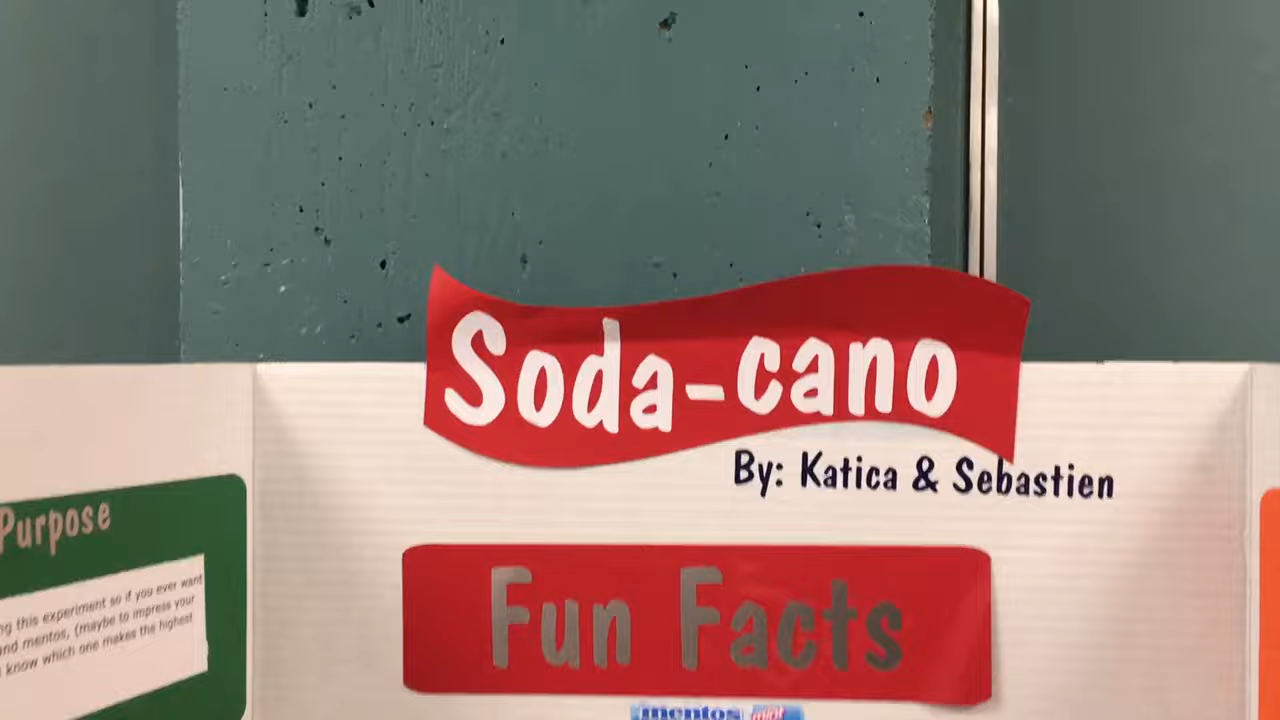 Soda-cano
By: Katica & Sebastien
Purpose
this experiment so if you ever want
and mentos, (maybe to impress your
know which one makes the highest
Fun Facts
mentos mint